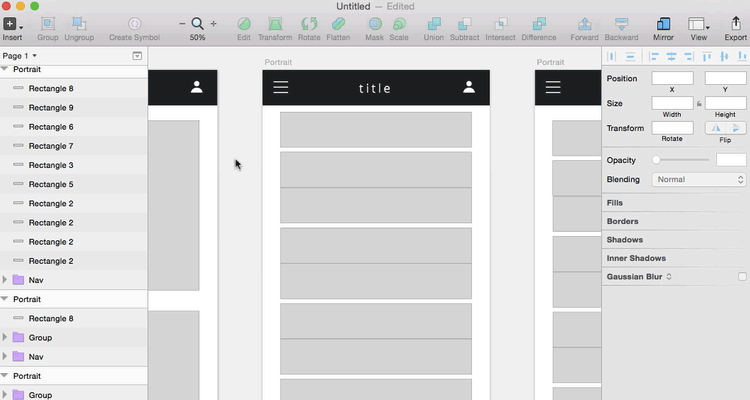 Untitled — Edited
Insert Group Ungroup Create Symbol 50% Edit Transform Rotate Flatten Mask Scale Union Subtract Intersect Difference Forward Backward Mirror View Export
Page 1
Portrait
Rectangle 8
Rectangle 9
Rectangle 6
Rectangle 7
Rectangle 3
Rectangle 5
Rectangle 2
Rectangle 2
Rectangle 2
Rectangle 2
Nav
Portrait
Rectangle 8
Group
Nav
Portrait
Group
Portrait
title
Portrait
Position
X Y
Size
Width Height
Transform
Rotate Flip
Opacity
Blending Normal
Fills
Borders
Shadows
Inner Shadows
Gaussian Blur